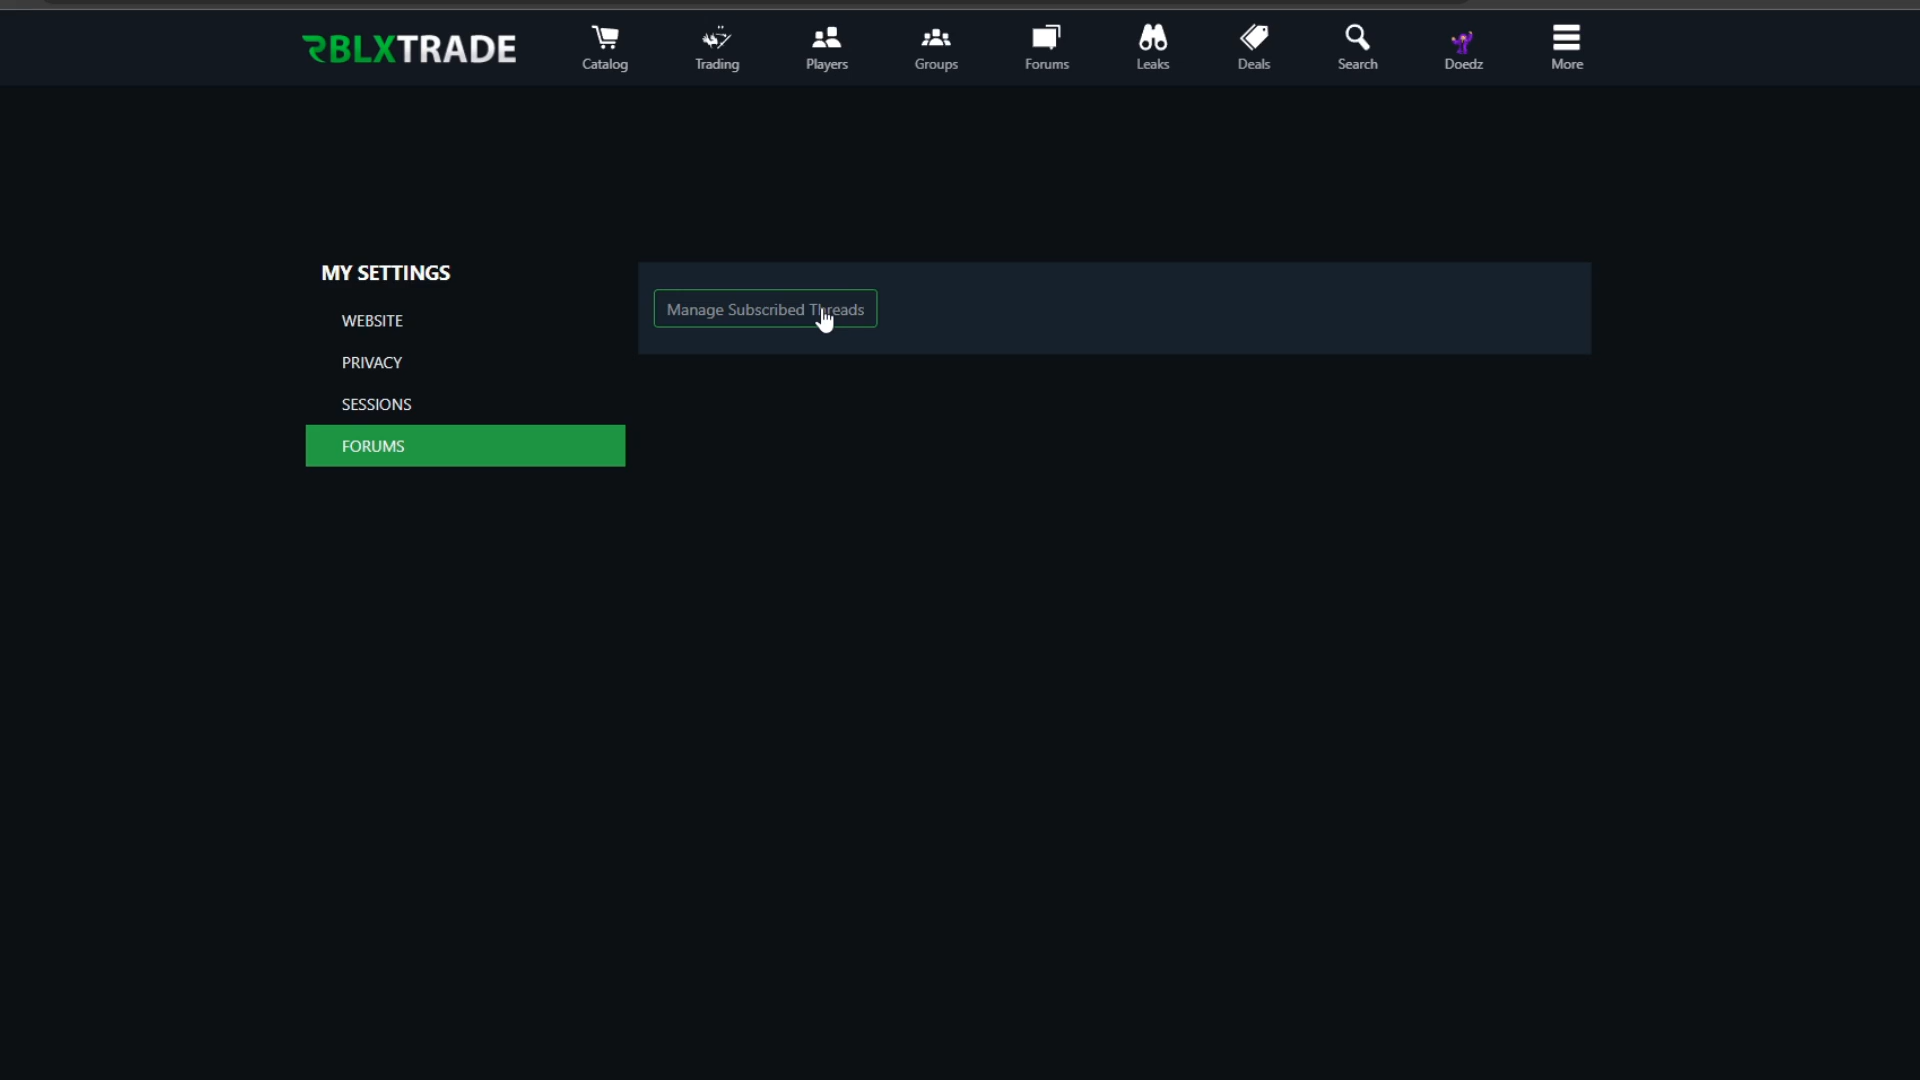 RBLXTRADE
Catalog
Trading
Players
Groups
Forums
Leaks
Deals
Search
Doedz
More
MY SETTINGS
WEBSITE
PRIVACY
SESSIONS
FORUMS
Manage Subscribed Threads